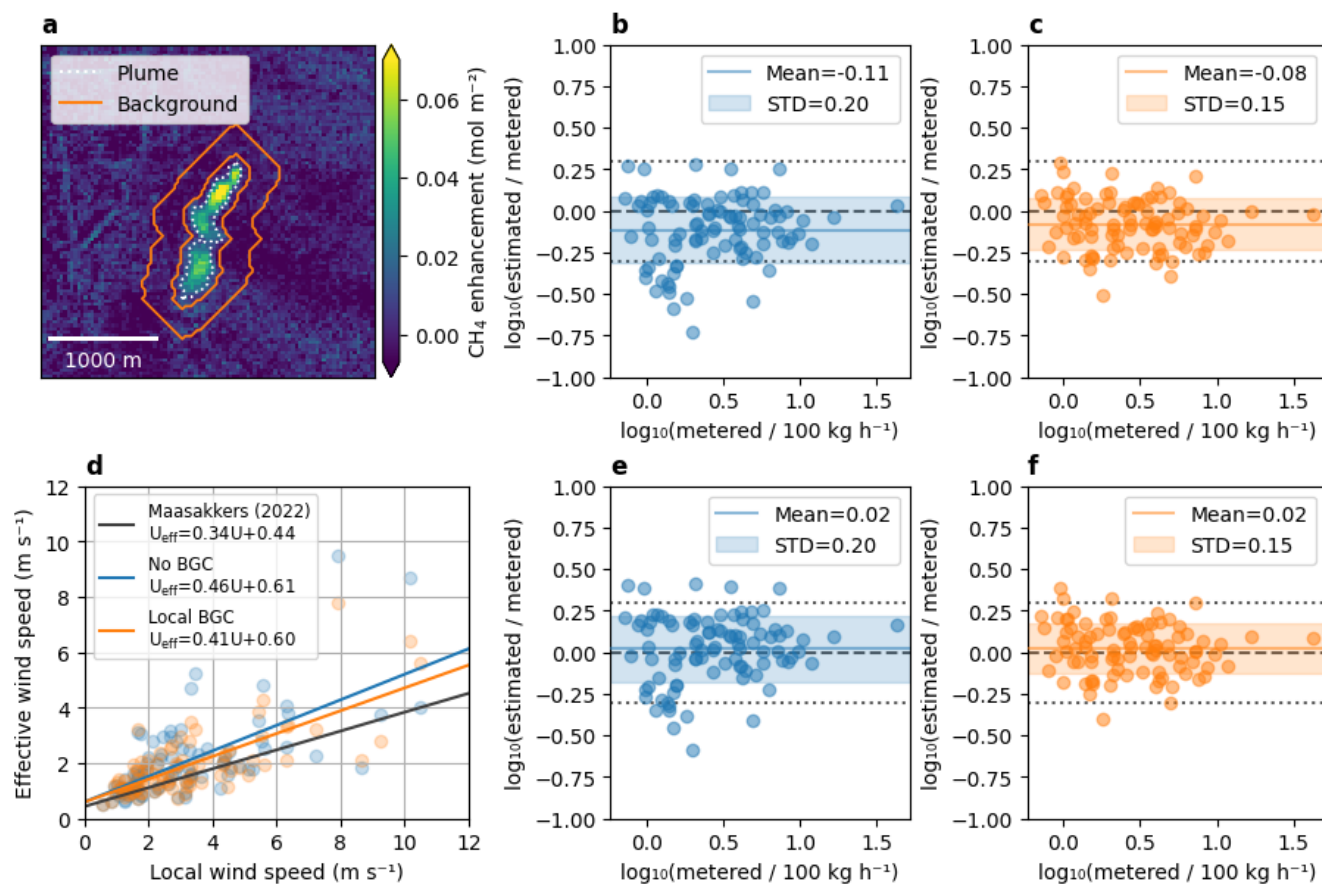 a
Plume
Background
1000 m
0.06
0.04
0.02
0.00
CH₄ enhancement (mol m⁻²)
b
1.00
0.75
0.50
0.25
0.00
−0.25
−0.50
−0.75
−1.00
log₁₀(estimated / metered)
Mean=-0.11
STD=0.20
0.0 0.5 1.0 1.5
log₁₀(metered / 100 kg h⁻¹)
c
1.00
0.75
0.50
0.25
0.00
−0.25
−0.50
−0.75
−1.00
log₁₀(estimated / metered)
Mean=-0.08
STD=0.15
0.0 0.5 1.0 1.5
log₁₀(metered / 100 kg h⁻¹)
d
12
10
8
6
4
2
0
Effective wind speed (m s⁻¹)
Maasakkers (2022)
U_eff=0.34U+0.44
No BGC
U_eff=0.46U+0.61
Local BGC
U_eff=0.41U+0.60
0 2 4 6 8 10 12
Local wind speed (m s⁻¹)
e
1.00
0.75
0.50
0.25
0.00
−0.25
−0.50
−0.75
−1.00
log₁₀(estimated / metered)
Mean=0.02
STD=0.20
0.0 0.5 1.0 1.5
log₁₀(metered / 100 kg h⁻¹)
f
1.00
0.75
0.50
0.25
0.00
−0.25
−0.50
−0.75
−1.00
log₁₀(estimated / metered)
Mean=0.02
STD=0.15
0.0 0.5 1.0 1.5
log₁₀(metered / 100 kg h⁻¹)